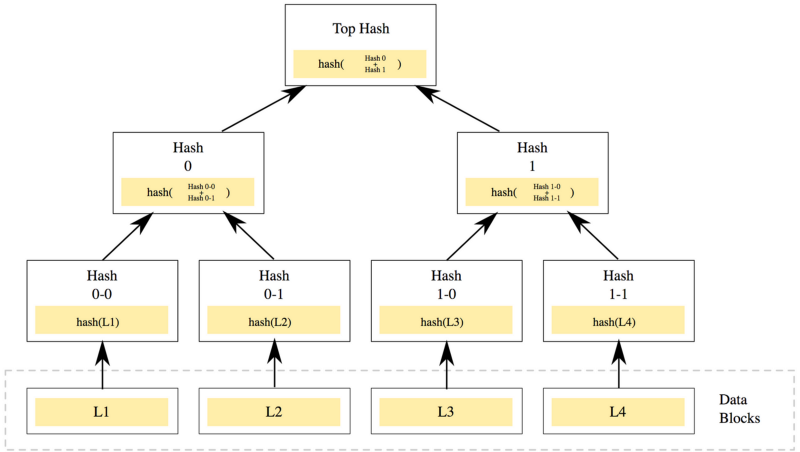 Top Hash
Hash 0
hash( + )
Hash 1
Hash
0
Hash 0-0
hash( + )
Hash 0-1
Hash
1
Hash 1-0
hash( + )
Hash 1-1
Hash
0-0
hash(L1)
Hash
0-1
hash(L2)
Hash
1-0
hash(L3)
Hash
1-1
hash(L4)
L1
L2
L3
L4
Data
Blocks